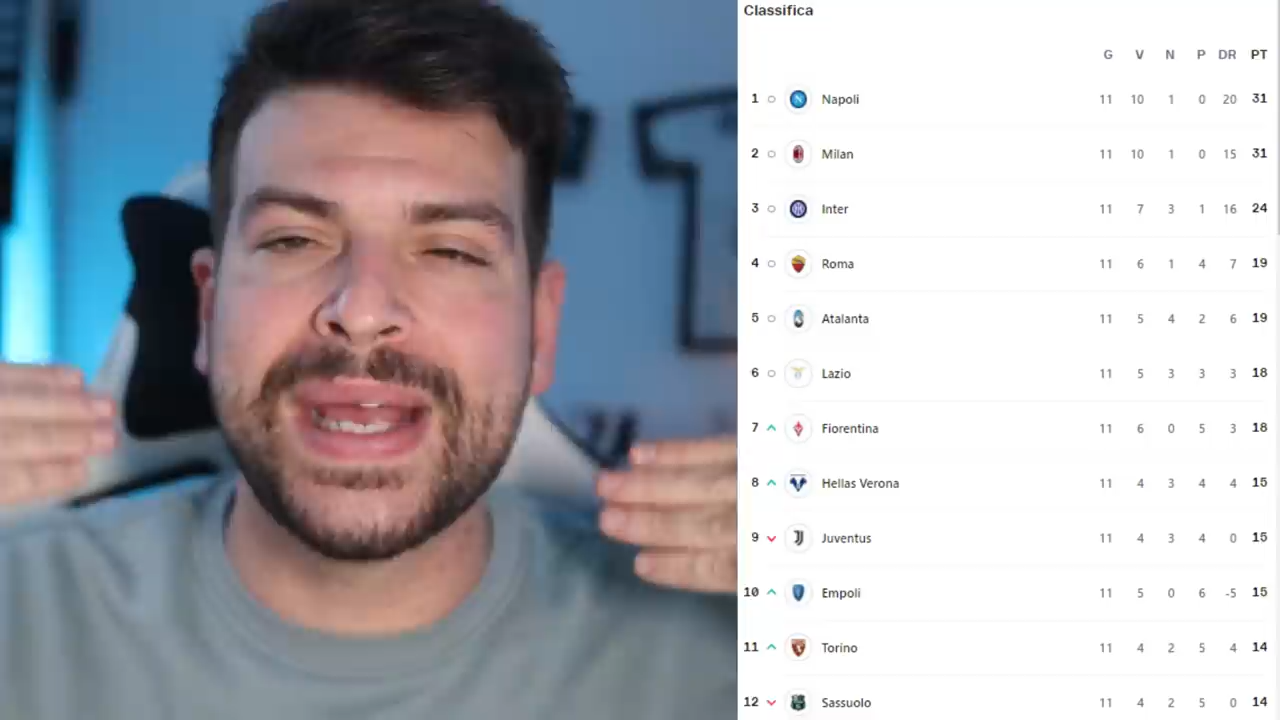 Classifica
G V N P DR PT
1 Napoli 11 10 1 0 20 31
2 Milan 11 10 1 0 15 31
3 Inter 11 7 3 1 16 24
4 Roma 11 6 1 4 7 19
5 Atalanta 11 5 4 2 6 19
6 Lazio 11 5 3 3 3 18
7 Fiorentina 11 6 0 5 3 18
8 Hellas Verona 11 4 3 4 4 15
9 Juventus 11 4 3 4 0 15
10 Empoli 11 5 0 6 -5 15
11 Torino 11 4 2 5 4 14
12 Sassuolo 11 4 2 5 0 14